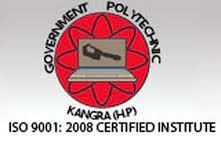 GOVERNMENT POLYTECHNIC
KANGRA (H.P)
ISO 9001: 2008 CERTIFIED INSTITUTE